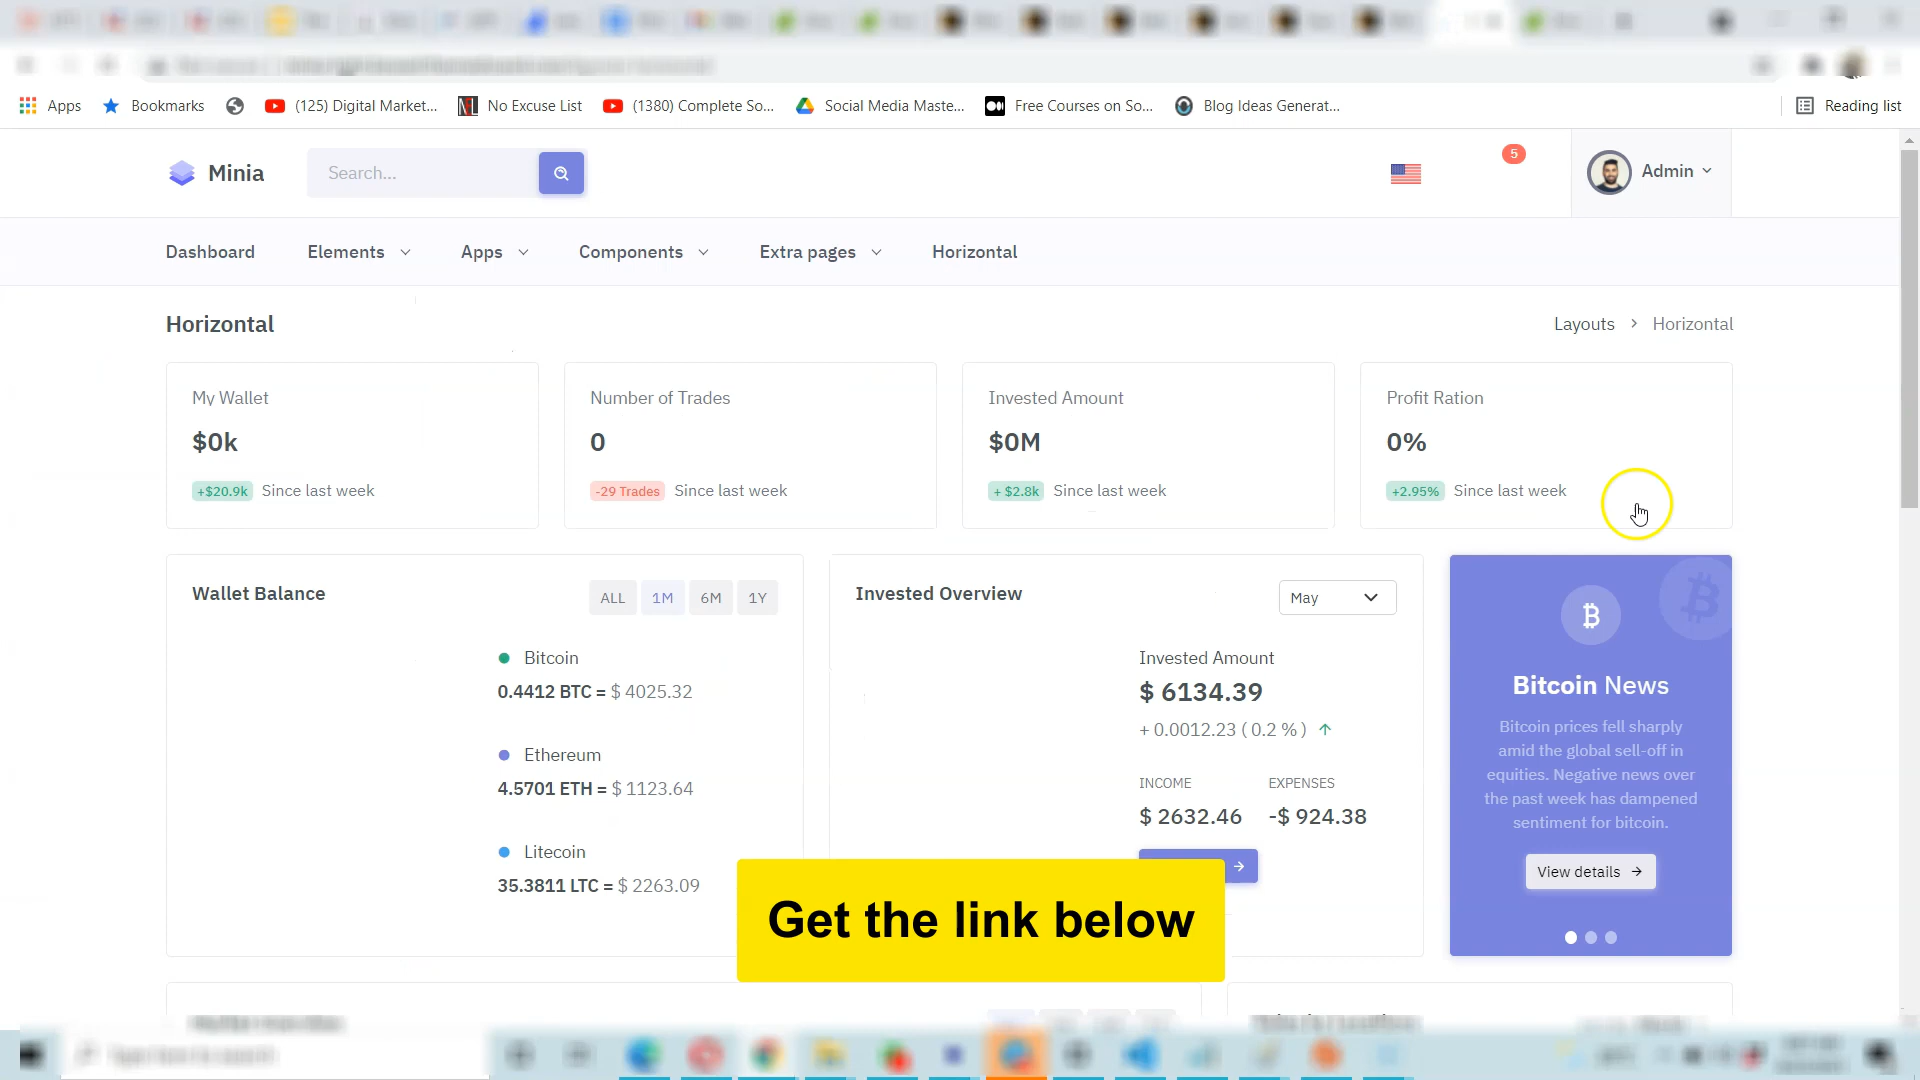 Apps
Bookmarks
(125) Digital Market...
No Excuse List
(1380) Complete So...
Social Media Maste...
Free Courses on So...
Blog Ideas Generat...
Reading list
Minia
Search...
5
Admin
Dashboard
Elements
Apps
Components
Extra pages
Horizontal
Horizontal
Layouts > Horizontal
My Wallet
$0k
+$20.9k Since last week
Number of Trades
0
-29 Trades Since last week
Invested Amount
$0M
+ $2.8k Since last week
Profit Ration
0%
+2.95% Since last week
Wallet Balance
ALL 1M 6M 1Y
Bitcoin
0.4412 BTC = $ 4025.32
Ethereum
4.5701 ETH = $ 1123.64
Litecoin
35.3811 LTC = $ 2263.09
Invested Overview
May
Invested Amount
$ 6134.39
+ 0.0012.23 ( 0.2 % ) ↑
INCOME
$ 2632.46
EXPENSES
-$ 924.38
Bitcoin News
Bitcoin prices fell sharply
amid the global sell-off in
equities. Negative news over
the past week has dampened
sentiment for bitcoin.
View details →
Get the link below